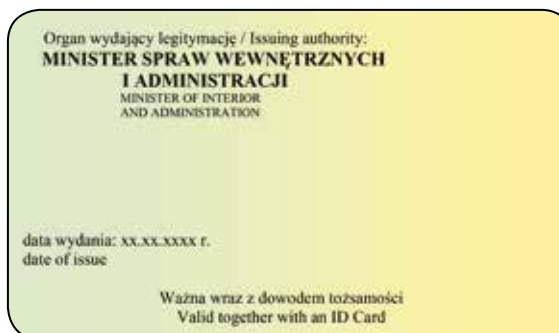 Organ wydający legitymację / Issuing authority:
MINISTER SPRAW WEWNĘTRZNYCH
I ADMINISTRACJI
MINISTER OF INTERIOR
AND ADMINISTRATION
data wydania: xx.xx.xxxx r.
date of issue
Ważna wraz z dowodem tożsamości
Valid together with an ID Card